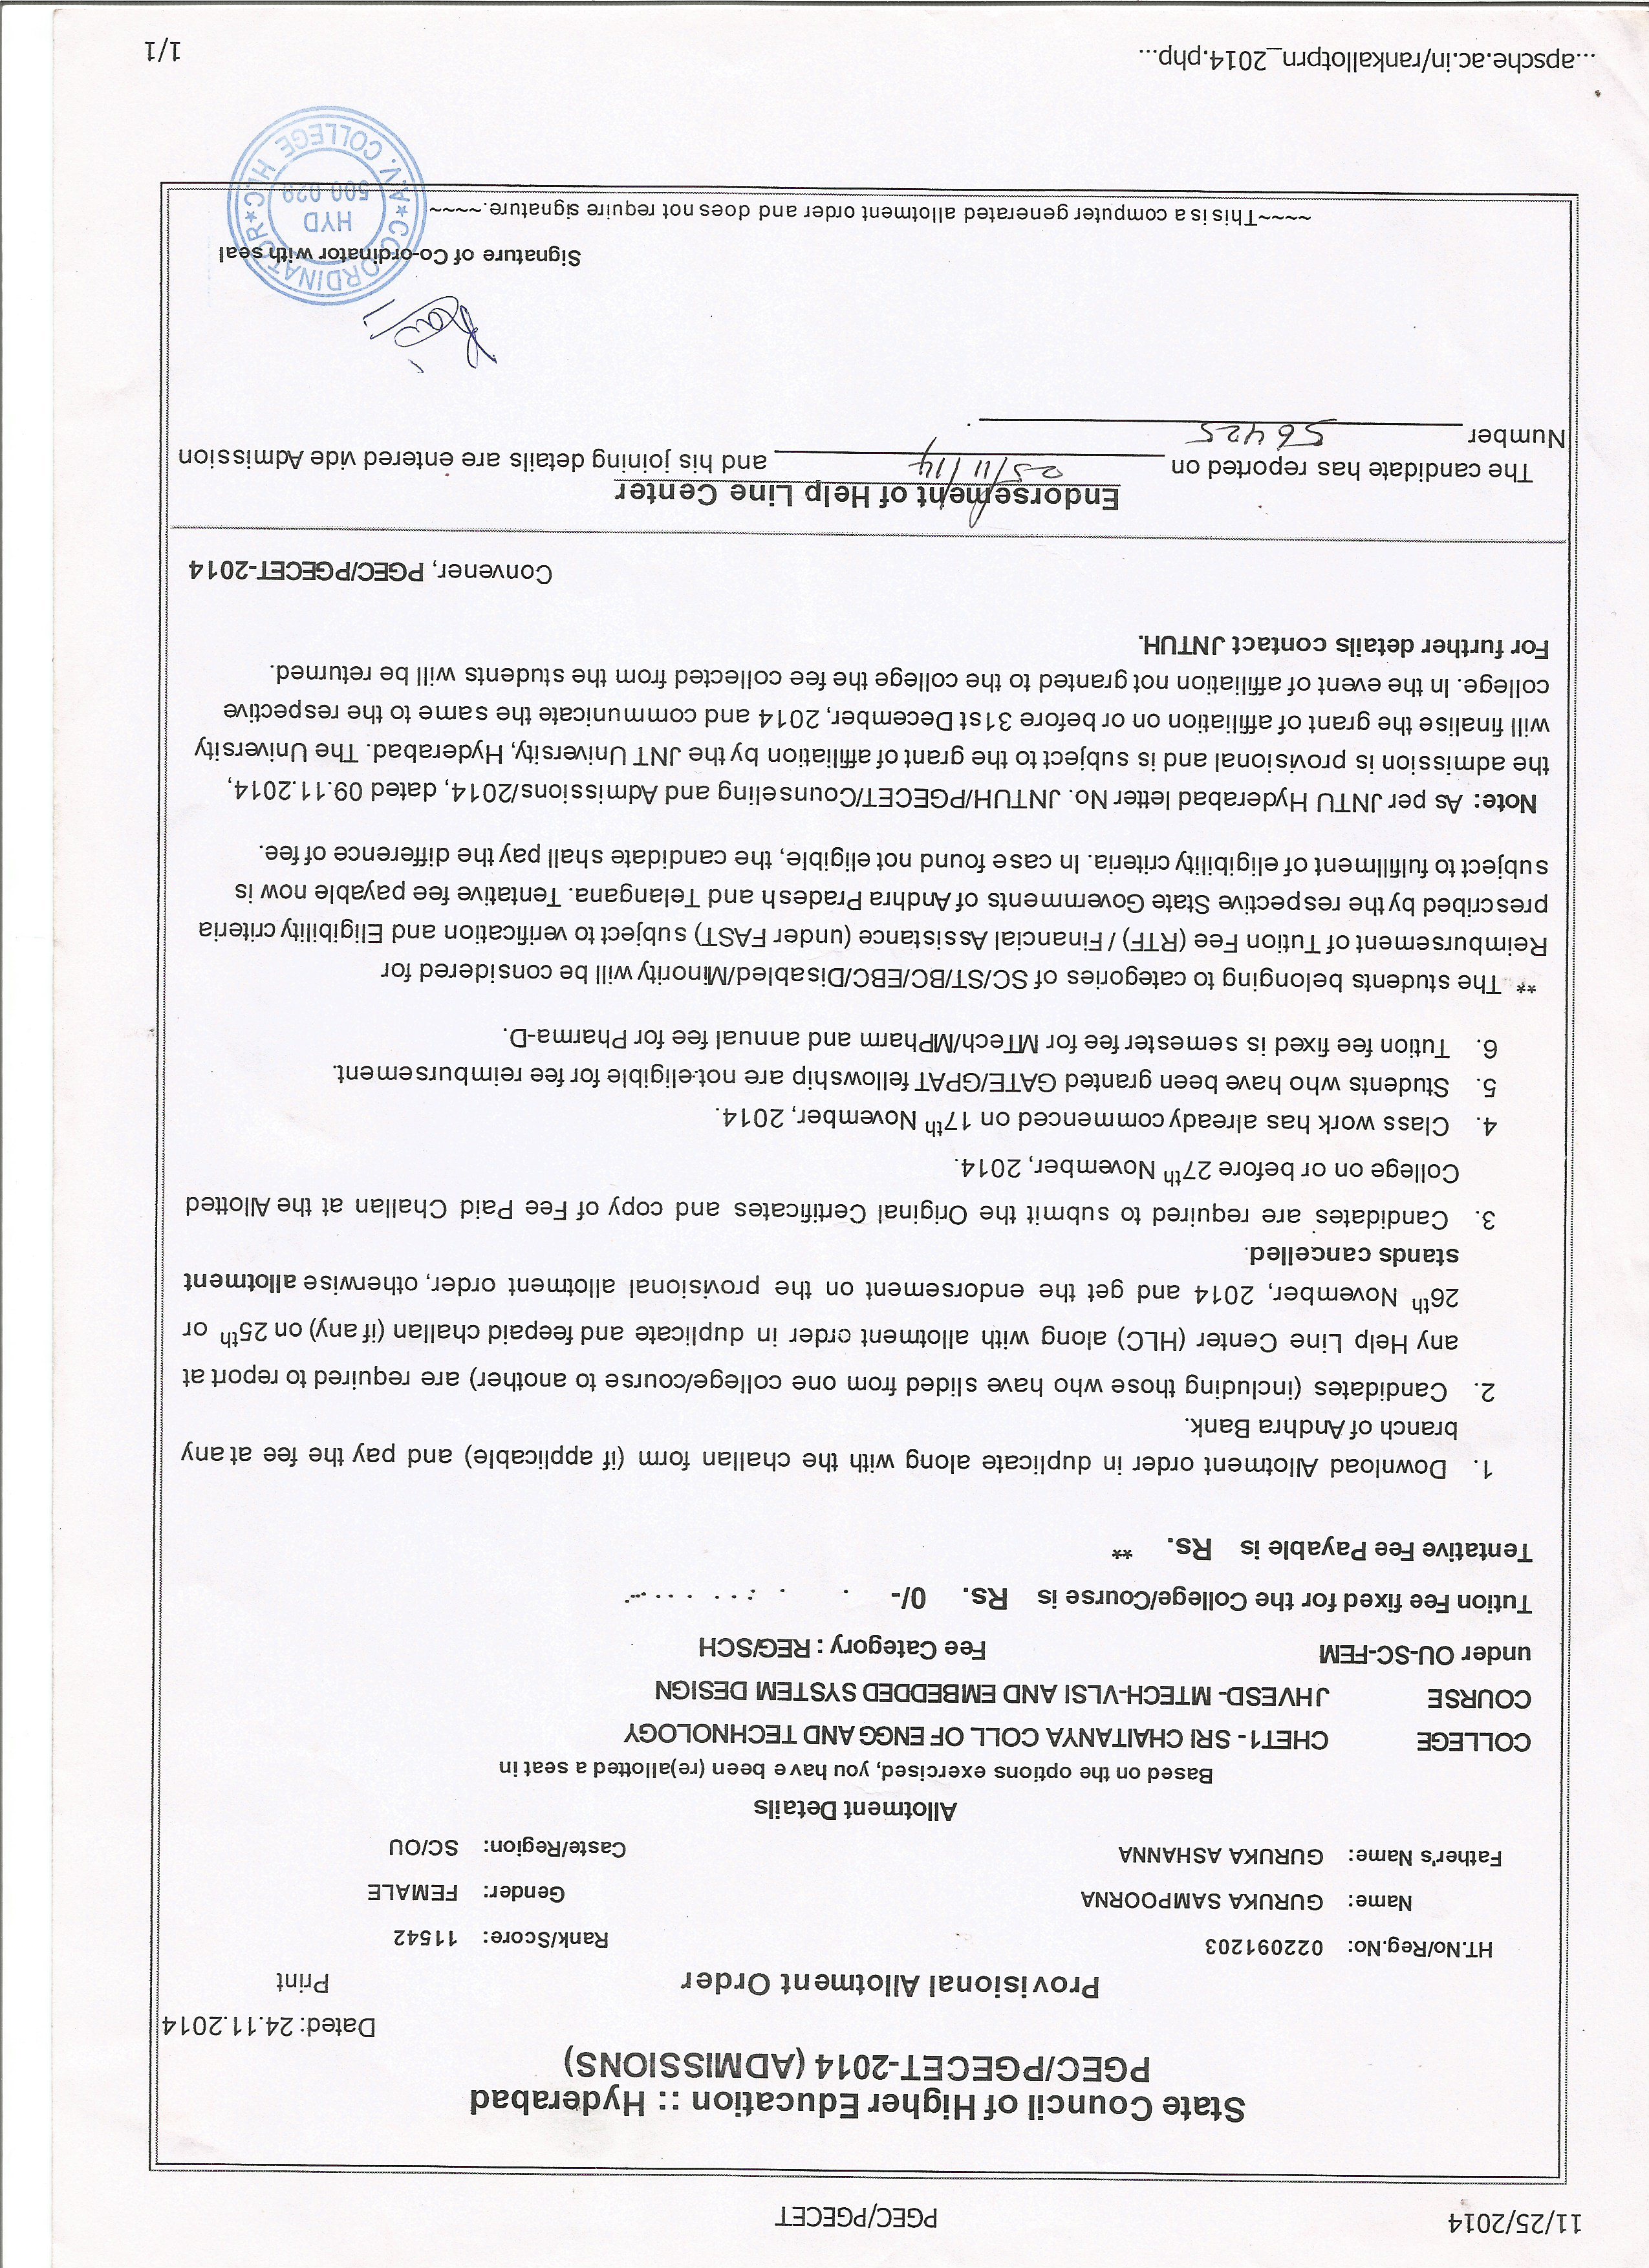 11/25/2014 PGEC/PGECET
State Council of Higher Education :: Hyderabad
PGEC/PGECET-2014 (ADMISSIONS)
Dated: 24.11.2014
Provisional Allotment Order Print
HT.No/Reg.No: 022091203 Rank/Score: 11542
Name: GURUKA SAMPOORNA Gender: FEMALE
Father's Name: GURUKA ASHANNA Caste/Region: SC/OU
Allotment Details
Based on the options exercised, you have been (re)allotted a seat in
COLLEGE CHET1- SRI CHAITANYA COLL OF ENGG AND TECHNOLOGY
COURSE JHVESD- MTECH-VLSI AND EMBEDDED SYSTEM DESIGN
under OU-SC-FEM Fee Category : REG/SCH
Tution Fee fixed for the College/Course is Rs. 0/-
Tentative Fee Payable is Rs. **
1. Download Allotment order in duplicate along with the challan form (if applicable) and pay the fee at any
branch of Andhra Bank.
2. Candidates (including those who have slided from one college/course to another) are required to report at
any Help Line Center (HLC) along with allotment order in duplicate and feepaid challan (if any) on 25th or
26th November, 2014 and get the endorsement on the provisional allotment order, otherwise allotment
stands cancelled.
3. Candidates are required to submit the Original Certificates and copy of Fee Paid Challan at the Allotted
College on or before 27th November, 2014.
4. Class work has already commenced on 17th November, 2014.
5. Students who have been granted GATE/GPAT fellowship are not eligible for fee reimbursement.
6. Tution fee fixed is semester fee for MTech/MPharm and annual fee for Pharma-D.
** The students belonging to categories of SC/ST/BC/EBC/Disabled/Minority will be considered for
Reimbursement of Tution Fee (RTF) / Financial Assistance (under FAST) subject to verification and Eligibility criteria
prescribed by the respective State Governments of Andhra Pradesh and Telangana. Tentative fee payable now is
subject to fulfillment of eligibility criteria. In case found not eligible, the candidate shall pay the difference of fee.
Note: As per JNTU Hyderabad letter No. JNTUH/PGECET/Counseling and Admissions/2014, dated 09.11.2014,
the admission is provisional and is subject to the grant of affiliation by the JNT University, Hyderabad. The University
will finalise the grant of affiliation on or before 31st December, 2014 and communicate the same to the respective
college. In the event of affiliation not granted to the college the fee collected from the students will be returned.
For further details contact JNTUH.
Convener, PGEC/PGECET-2014
Endorsement of Help Line Center
The candidate has reported on 25/11/14 and his joining details are entered vide Admission
Number 56425 .
Signature of Co-ordinator with seal
COORDINATOR
HYD
500 028
A.V. COLLEGE HLC
~~~~This is a computer generated allotment order and does not require signature.~~~~
...apsche.ac.in/rankallotprn_2014.php... 1/1